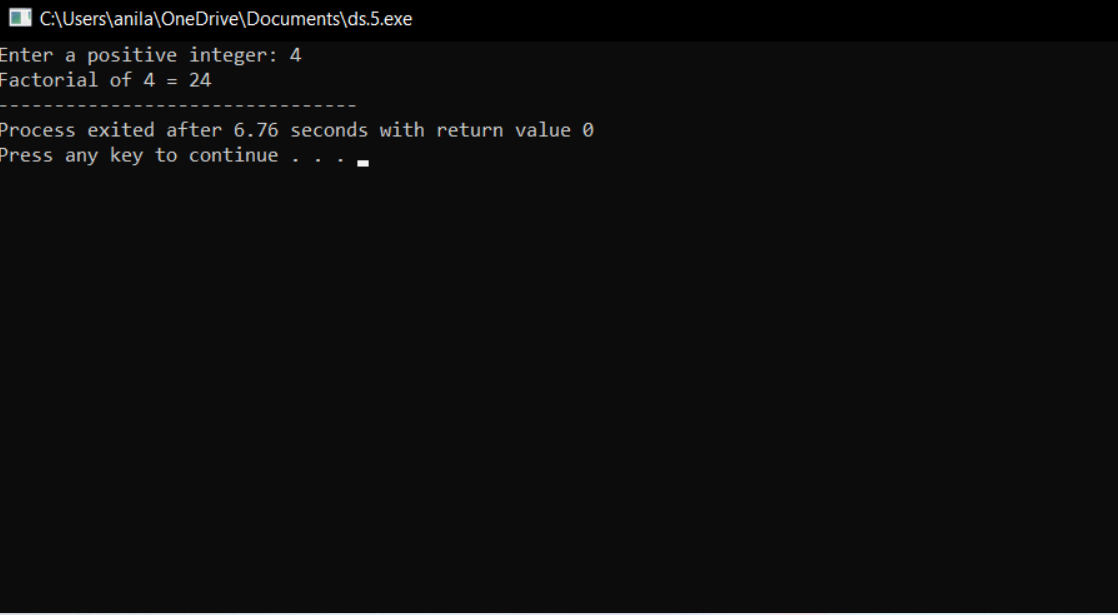 C:\Users\anila\OneDrive\Documents\ds.5.exe
Enter a positive integer: 4
Factorial of 4 = 24
--------------------------------
Process exited after 6.76 seconds with return value 0
Press any key to continue . . .